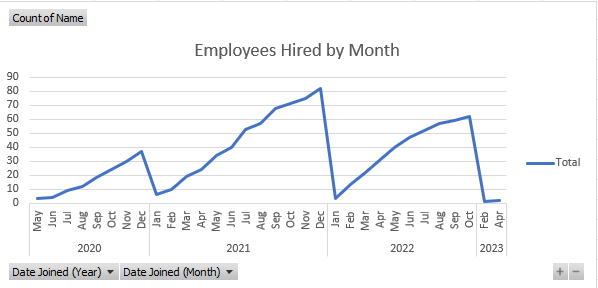 Count of Name
Employees Hired by Month
90
80
70
60
50
40
30
20
10
0
Total
May Jun Jul Aug Sep Oct Nov Dec Jan Feb Mar Apr May Jun Jul Aug Sep Oct Nov Dec Jan Feb Mar Apr May Jun Jul Aug Sep Oct Feb Apr
2020 2021 2022 2023
Date Joined (Year) Date Joined (Month) + -